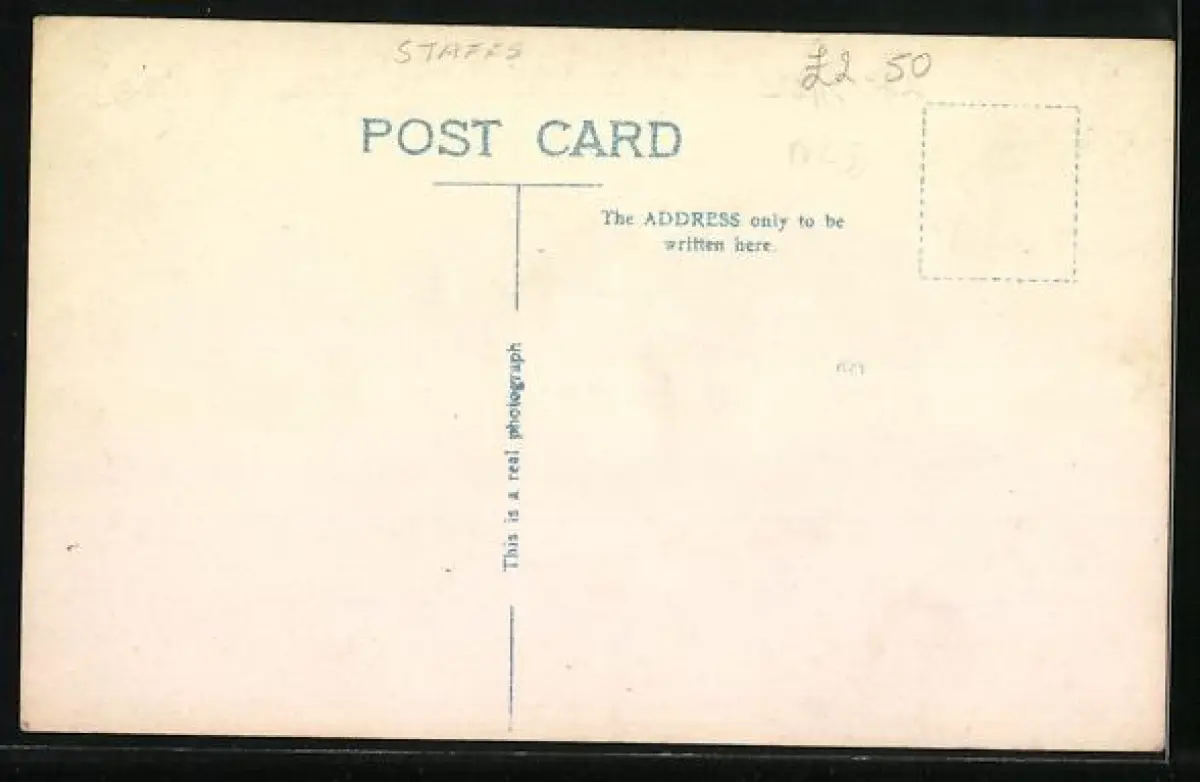 STAFFS
£2.50
POST CARD
The ADDRESS only to be
written here.
This is a real photograph